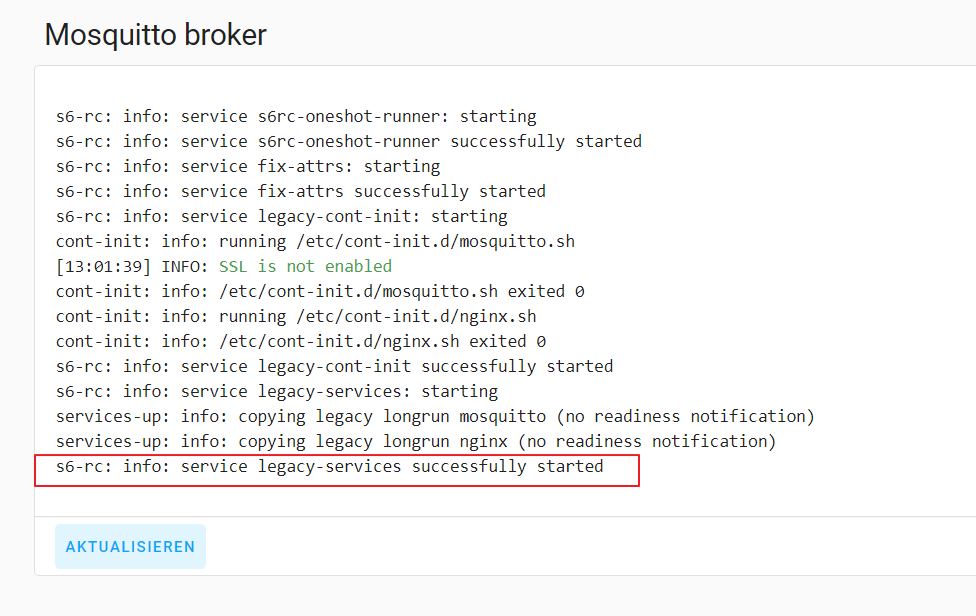 Mosquitto broker
s6-rc: info: service s6rc-oneshot-runner: starting
s6-rc: info: service s6rc-oneshot-runner successfully started
s6-rc: info: service fix-attrs: starting
s6-rc: info: service fix-attrs successfully started
s6-rc: info: service legacy-cont-init: starting
cont-init: info: running /etc/cont-init.d/mosquitto.sh
[13:01:39] INFO: SSL is not enabled
cont-init: info: /etc/cont-init.d/mosquitto.sh exited 0
cont-init: info: running /etc/cont-init.d/nginx.sh
cont-init: info: /etc/cont-init.d/nginx.sh exited 0
s6-rc: info: service legacy-cont-init successfully started
s6-rc: info: service legacy-services: starting
services-up: info: copying legacy longrun mosquitto (no readiness notification)
services-up: info: copying legacy longrun nginx (no readiness notification)
s6-rc: info: service legacy-services successfully started
AKTUALISIEREN